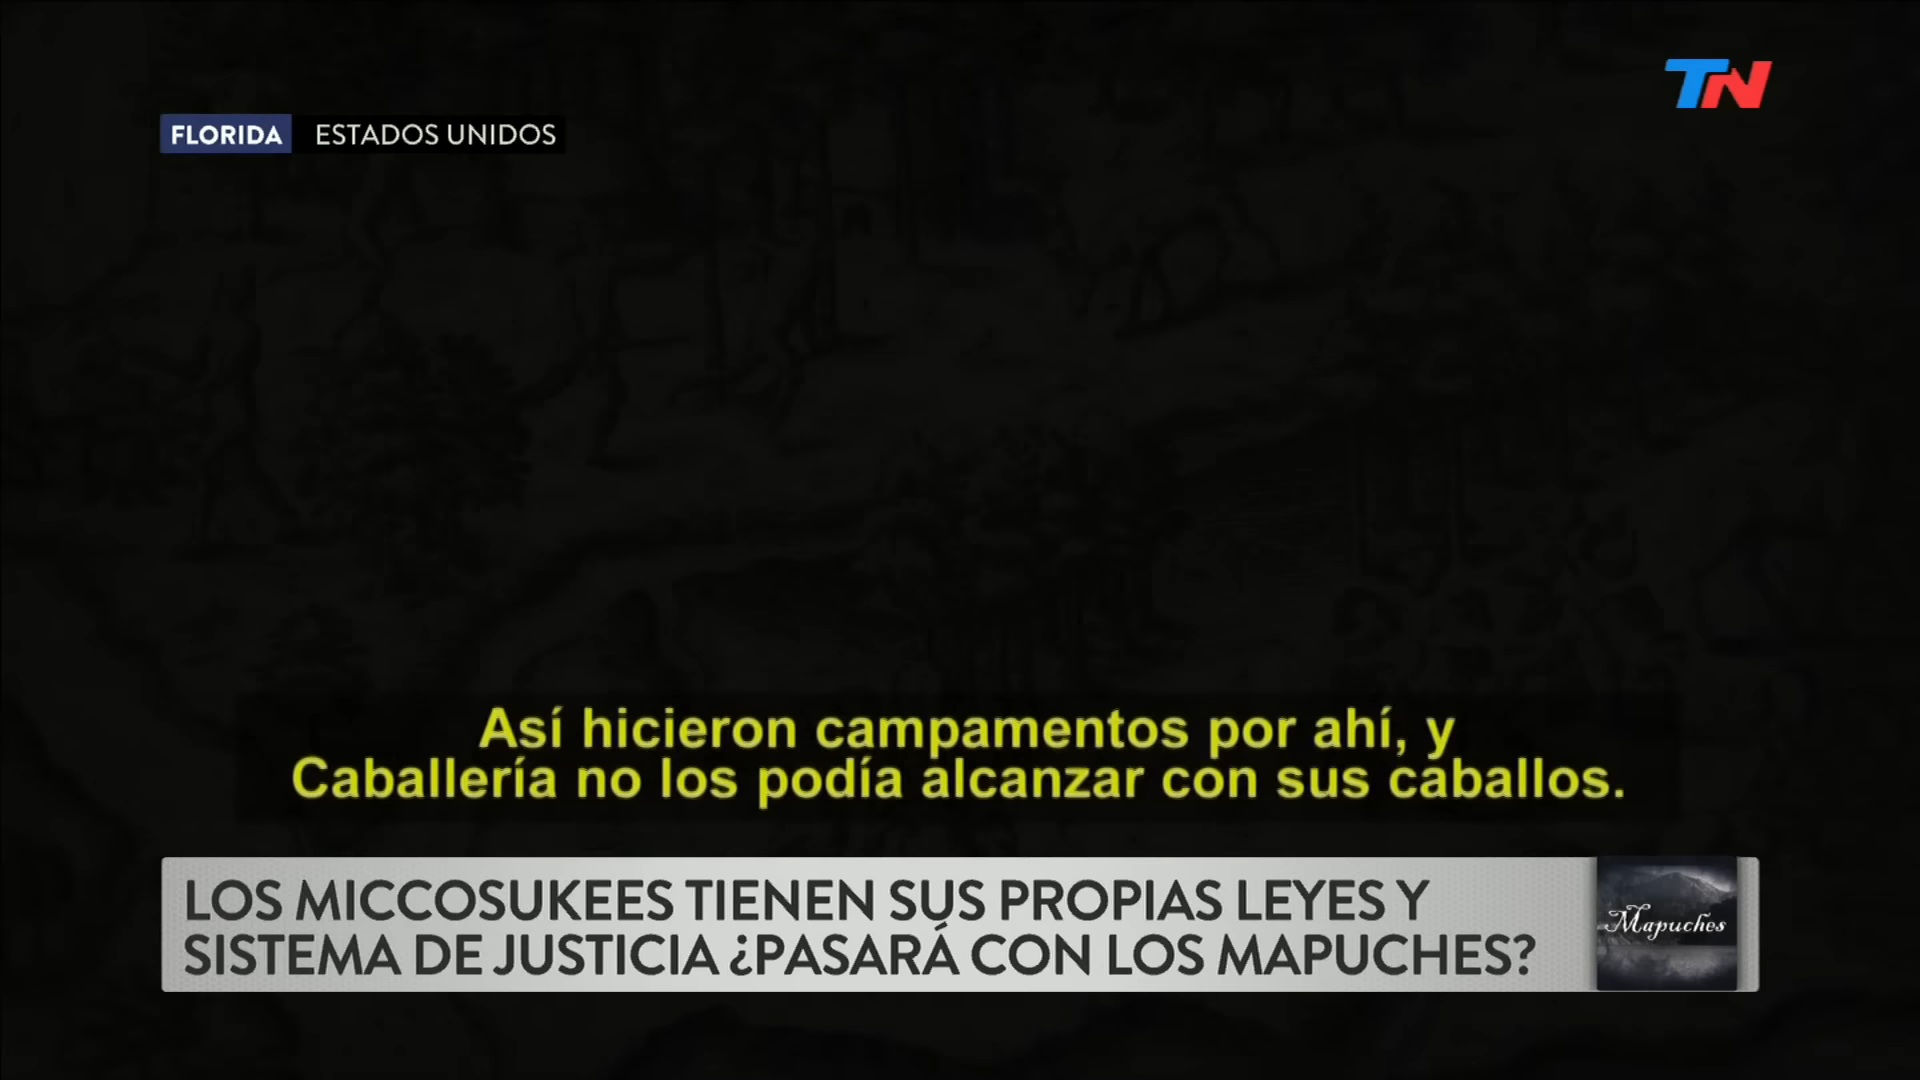 TN
FLORIDA ESTADOS UNIDOS
Así hicieron campamentos por ahí, y
Caballería no los podía alcanzar con sus caballos.
LOS MICCOSUKEES TIENEN SUS PROPIAS LEYES Y
SISTEMA DE JUSTICIA ¿PASARÁ CON LOS MAPUCHES?
Mapuches